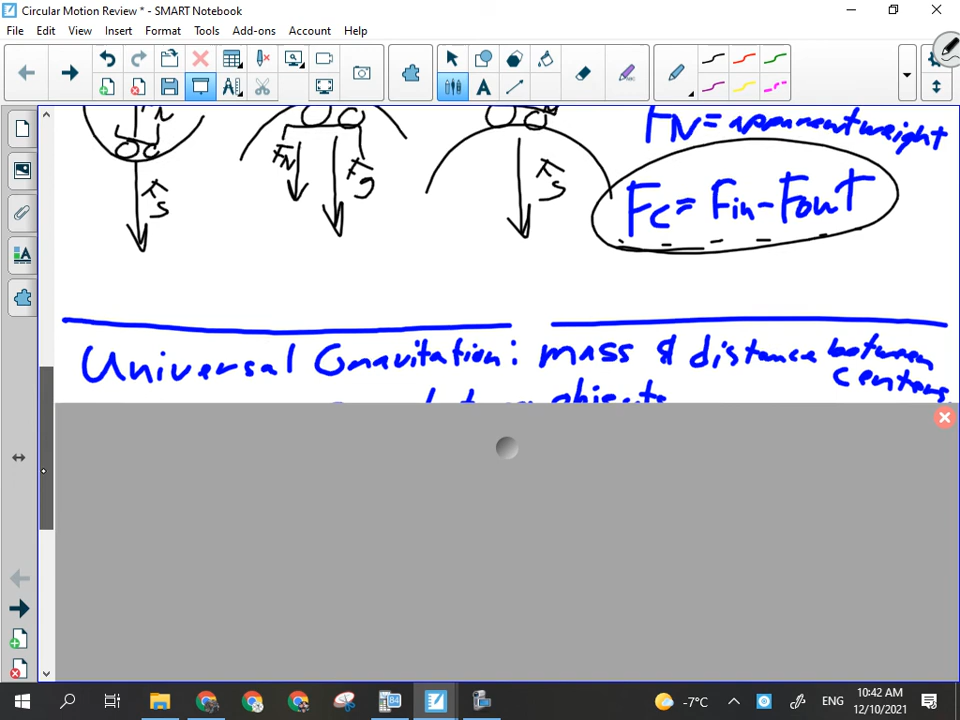 Circular Motion Review * - SMART Notebook
File Edit View Insert Format Tools Add-ons Account Help
FN = apparent weight
N
FN
Fg
Fg
Fg
Fc = Fin - Fout
Universal Gravitation: mass & distance between
centers
objects
10:42 AM
-7°C ENG
12/10/2021